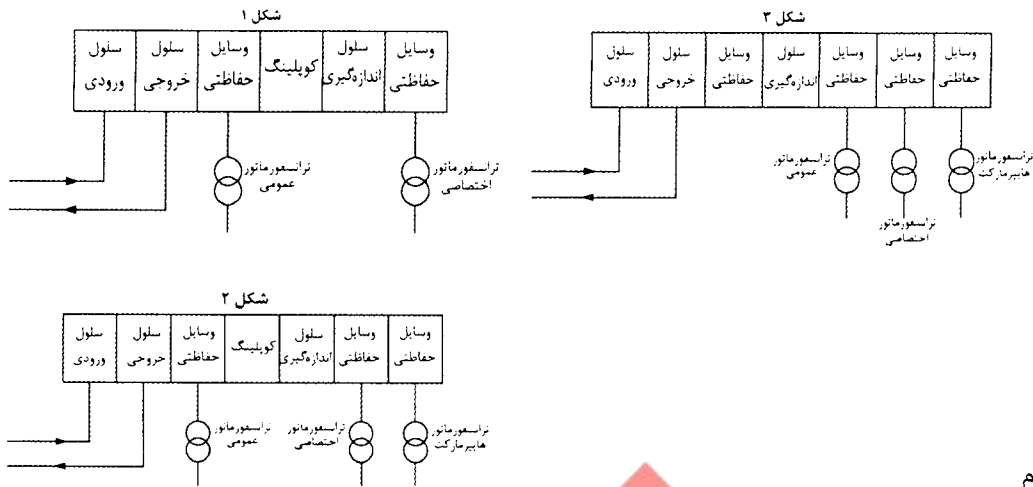 شکل ۱
سلول ورودی
سلول خروجی
وسایل حفاظتی
کوپلینگ
سلول اندازه‌گیری
وسایل حفاظتی
ترانسفورماتور عمومی
ترانسفورماتور اختصاصی
شکل ۳
سلول ورودی
سلول خروجی
وسایل حفاظتی
سلول اندازه‌گیری
وسایل حفاظتی
وسایل حفاظتی
وسایل حفاظتی
ترانسفورماتور عمومی
ترانسفورماتور اختصاصی
ترانسفورماتور هایپرمارکت
شکل ۲
سلول ورودی
سلول خروجی
وسایل حفاظتی
کوپلینگ
سلول اندازه‌گیری
وسایل حفاظتی
وسایل حفاظتی
ترانسفورماتور عمومی
ترانسفورماتور اختصاصی
ترانسفورماتور هایپرمارکت